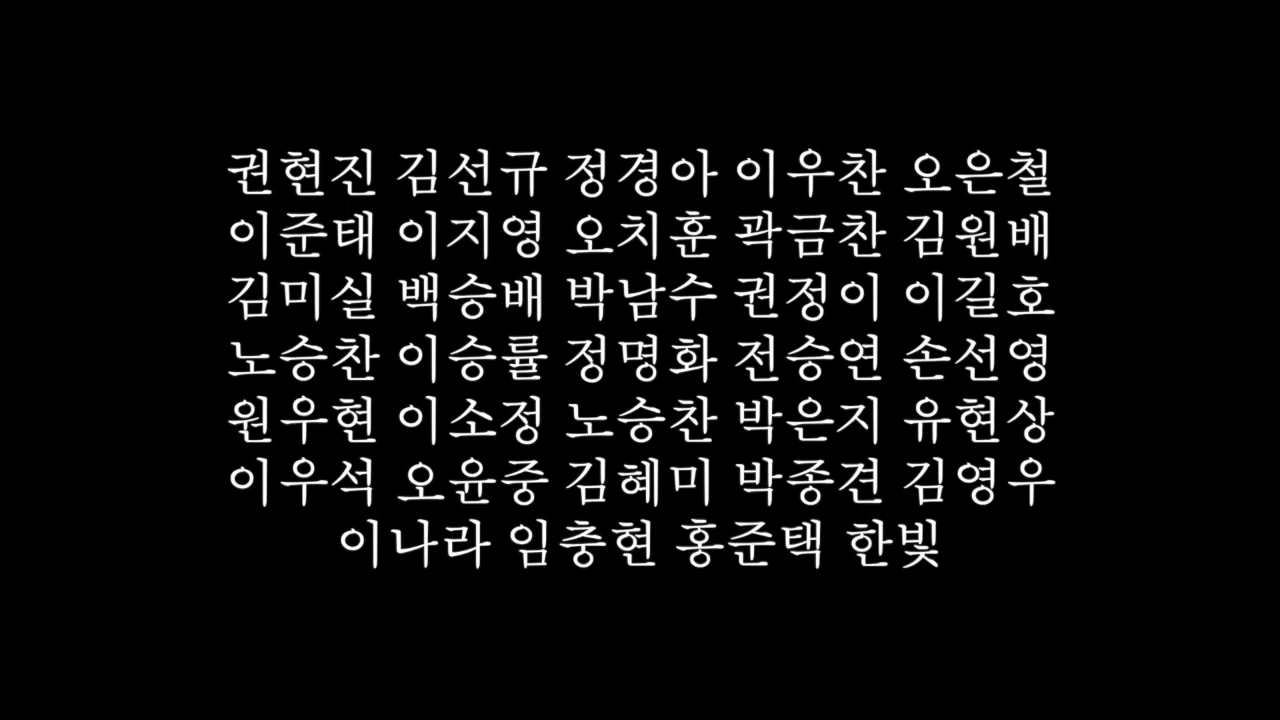 권현진 김선규 정경아 이우찬 오은철
이준태 이지영 오치훈 곽금찬 김원배
김미실 백승배 박남수 권정이 이길호
노승찬 이승률 정명화 전승연 손선영
원우현 이소정 노승찬 박은지 유현상
이우석 오윤중 김혜미 박종견 김영우
이나라 임충현 홍준택 한빛